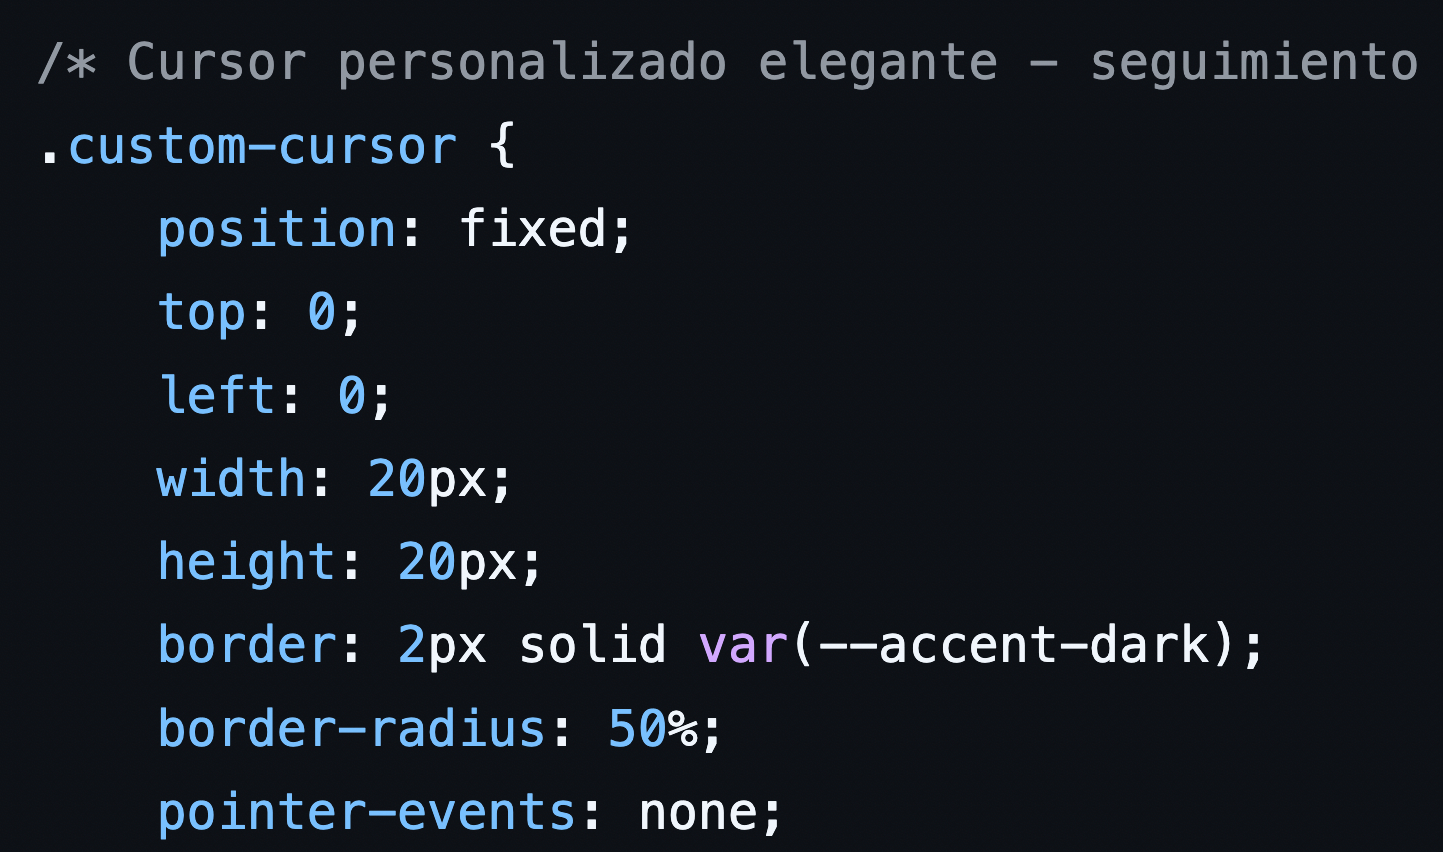 /* Cursor personalizado elegante - seguimiento
.custom-cursor {
    position: fixed;
    top: 0;
    left: 0;
    width: 20px;
    height: 20px;
    border: 2px solid var(--accent-dark);
    border-radius: 50%;
    pointer-events: none;